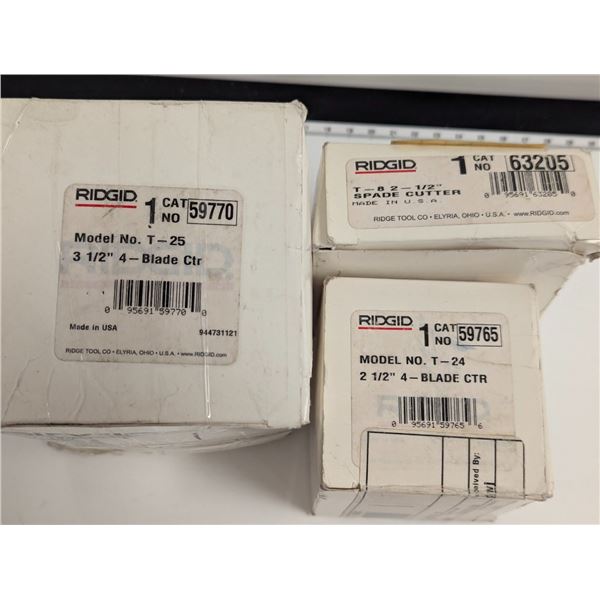 RIDGID
1 CAT NO 59770
Model No. T-25
3 1/2" 4-Blade Ctr
0 95691 59770 0
Made in USA 944731121
RIDGE TOOL CO • ELYRIA, OHIO • U.S.A. • www.RIDGID.com
RIDGID 1 CAT NO 63205
T-8 2-1/2"
SPADE CUTTER
MADE IN U.S.A.
RIDGE TOOL CO • ELYRIA, OHIO • U.S.A. • www.RIDGID.com
RIDGID
1 CAT NO 59765
MODEL NO. T-24
2 1/2" 4-BLADE CTR
0 95691 59765 6